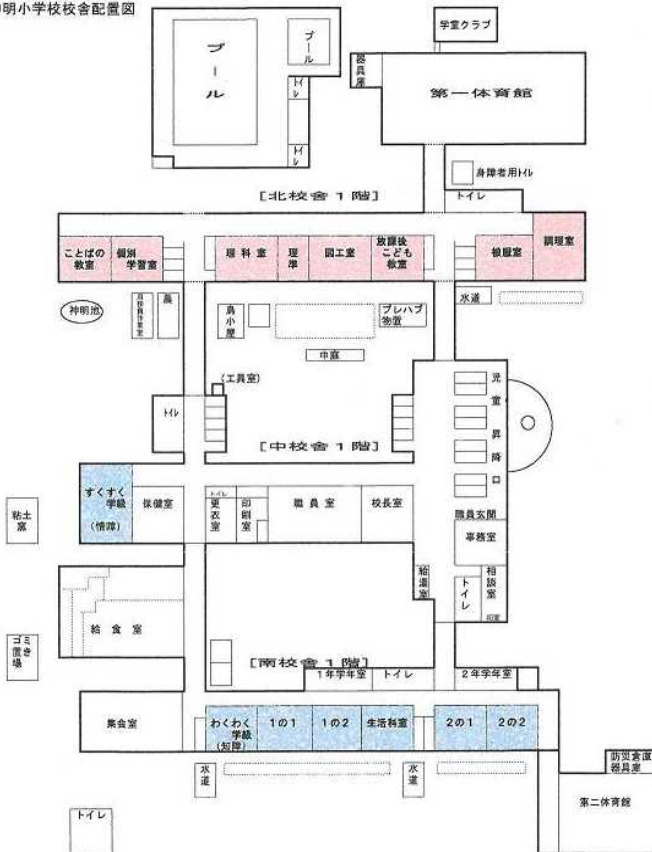 明小学校校舎配置図
学童クラブ
プール
プール
器具庫
トイレ
第一体育館
トイレ
身障者用トイレ
トイレ
[北校舎1階]
ことばの教室
個別学習室
理科室
理準
図工室
放課後こども教室
被服室
調理室
神明池
鳥小屋
プレハブ物置
水道
中庭
(工具室)
児童昇降口
トイレ
[中校舎1階]
すくすく学級(情障)
保健室
トイレ
更衣室
印刷室
職員室
校長室
職員玄関
事務室
粘土窯
給湯室
トイレ
相談室
給食室
ゴミ置き場
[南校舎1階]
1年学年室
トイレ
2年学年室
集会室
わくわく学級(知障)
1の1
1の2
生活科室
2の1
2の2
水道
水道
防災倉庫
器具庫
第二体育館
トイレ